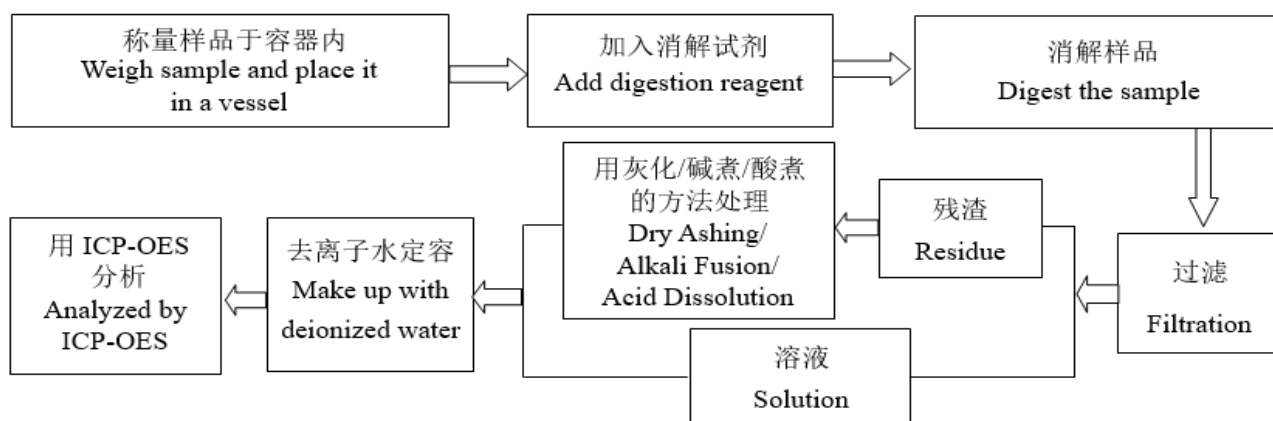 称量样品于容器内
Weigh sample and place it
in a vessel
加入消解试剂
Add digestion reagent
消解样品
Digest the sample
过滤
Filtration
残渣
Residue
用灰化/碱煮/酸煮
的方法处理
Dry Ashing/
Alkali Fusion/
Acid Dissolution
溶液
Solution
去离子水定容
Make up with
deionized water
用 ICP-OES
分析
Analyzed by
ICP-OES